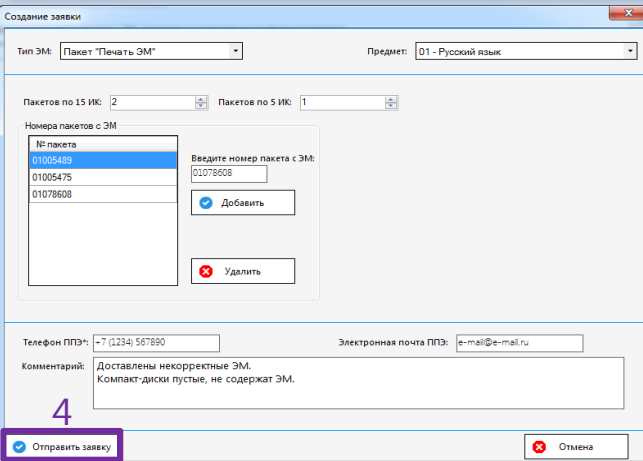 Создание заявки
Тип ЭМ: Пакет "Печать ЭМ" Предмет: 01 - Русский язык
Пакетов по 15 ИК: 2 Пакетов по 5 ИК: 1
Номера пакетов с ЭМ
№ пакета
01005489
01005475
01078608
Введите номер пакета с ЭМ:
01078608
Добавить
Удалить
Телефон ППЭ*: +7 (1234) 567890 Электронная почта ППЭ: e-mail@e-mail.ru
Комментарий: Доставлены некорректные ЭМ.
Компакт-диски пустые, не содержат ЭМ.
4
Отправить заявку Отмена